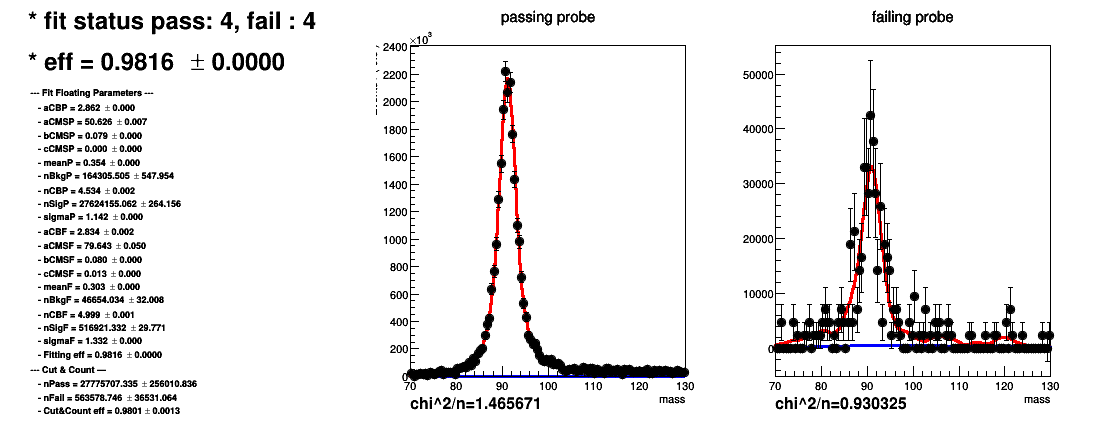 * fit status pass: 4, fail : 4
* eff = 0.9816 ± 0.0000
--- Fit Floating Parameters ---
- aCBP = 2.862 ± 0.000
- aCMSP = 50.626 ± 0.007
- bCMSP = 0.079 ± 0.000
- cCMSP = 0.000 ± 0.000
- meanP = 0.354 ± 0.000
- nBkgP = 164305.505 ± 547.954
- nCBP = 4.534 ± 0.002
- nSigP = 27624155.062 ± 264.156
- sigmaP = 1.142 ± 0.000
- aCBF = 2.834 ± 0.002
- aCMSF = 79.643 ± 0.050
- bCMSF = 0.080 ± 0.000
- cCMSF = 0.013 ± 0.000
- meanF = 0.303 ± 0.000
- nBkgF = 46654.034 ± 32.008
- nCBF = 4.999 ± 0.001
- nSigF = 516921.332 ± 29.771
- sigmaF = 1.332 ± 0.000
- Fitting eff = 0.9816 ± 0.0000
--- Cut & Count ---
- nPass = 27775707.335 ± 256010.836
- nFail = 563578.746 ± 36531.064
- Cut&Count eff = 0.9801 ± 0.0013
passing probe
×10³
2400
2200
2000
1800
1600
1400
1200
1000
800
600
400
200
0
70 80 90 100 110 120 130
mass
chi^2/n=1.465671
failing probe
50000
40000
30000
20000
10000
0
70 80 90 100 110 120 130
mass
chi^2/n=0.930325